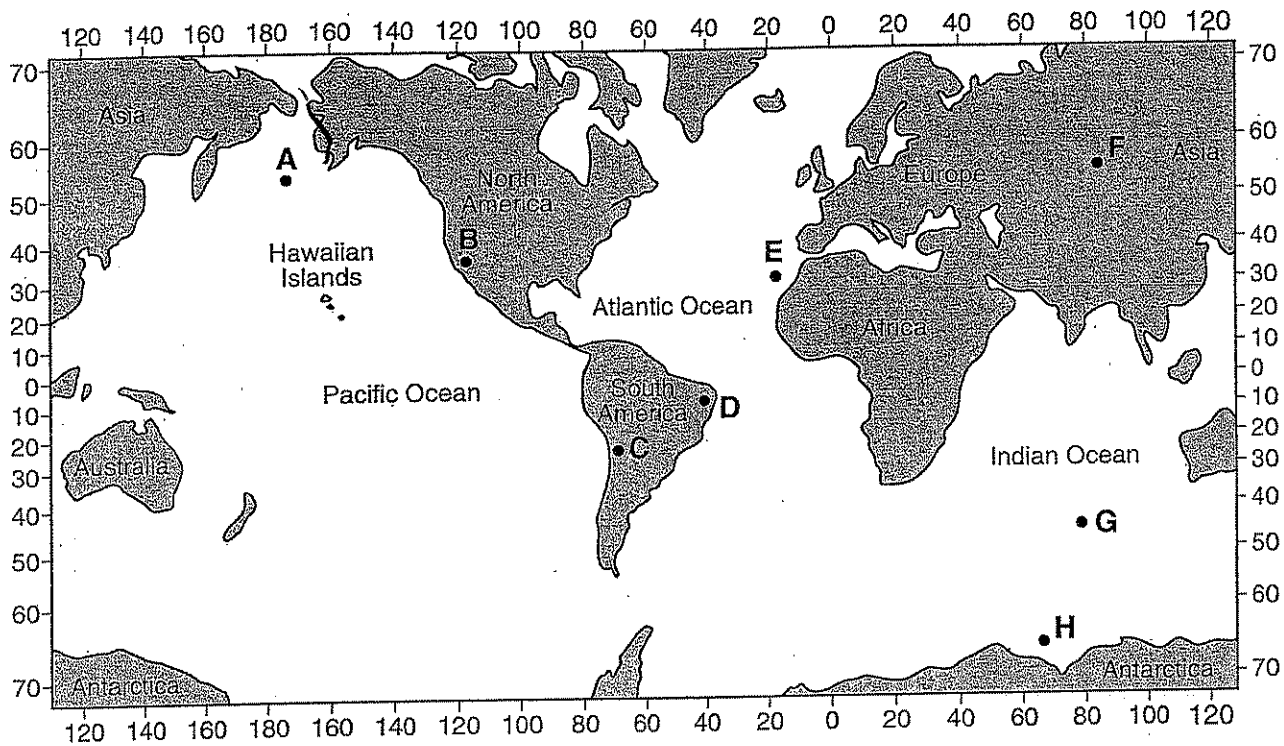 120 140 160 180 160 140 120 100 80 60 40 20 0 20 40 60 80 100 120
70 70
Asia
60 60
A
F
Asia
North
America
Europe
50 50
B
40 40
Hawaiian
Islands
E
30 30
Atlantic Ocean
20 20
Africa
10 10
0 0
Pacific Ocean
South
America
D
10 10
20 20
C
Australia
Indian Ocean
30 30
40 40
G
50 50
60 60
H
Antarctica
70 70
Antarctica
120 140 160 180 160 140 120 100 80 60 40 20 0 20 40 60 80 100 120